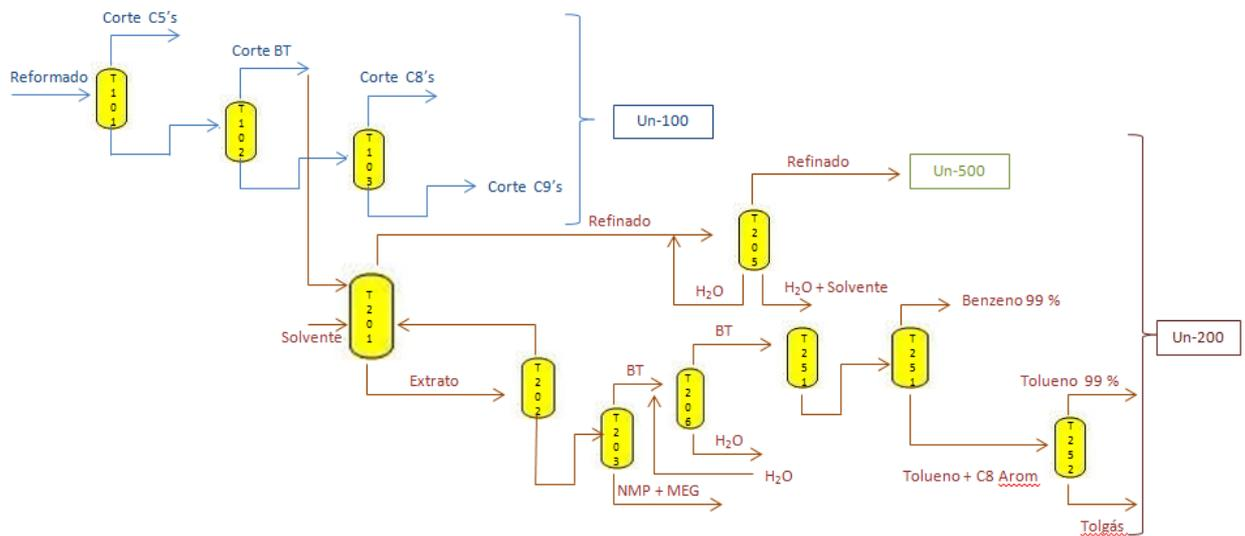 Corte C5's
Reformado
T101
Corte BT
T102
Corte C8's
T103
Corte C9's
Un-100
Refinado
Un-500
Refinado
T205
H₂O
H₂O + Solvente
T201
Solvente
Extrato
T202
BT
T203
NMP + MEG
BT
T206
H₂O
H₂O
T251
T251
Benzeno 99 %
Un-200
Tolueno 99 %
Tolueno + C8 Arom
T252
Tolgás